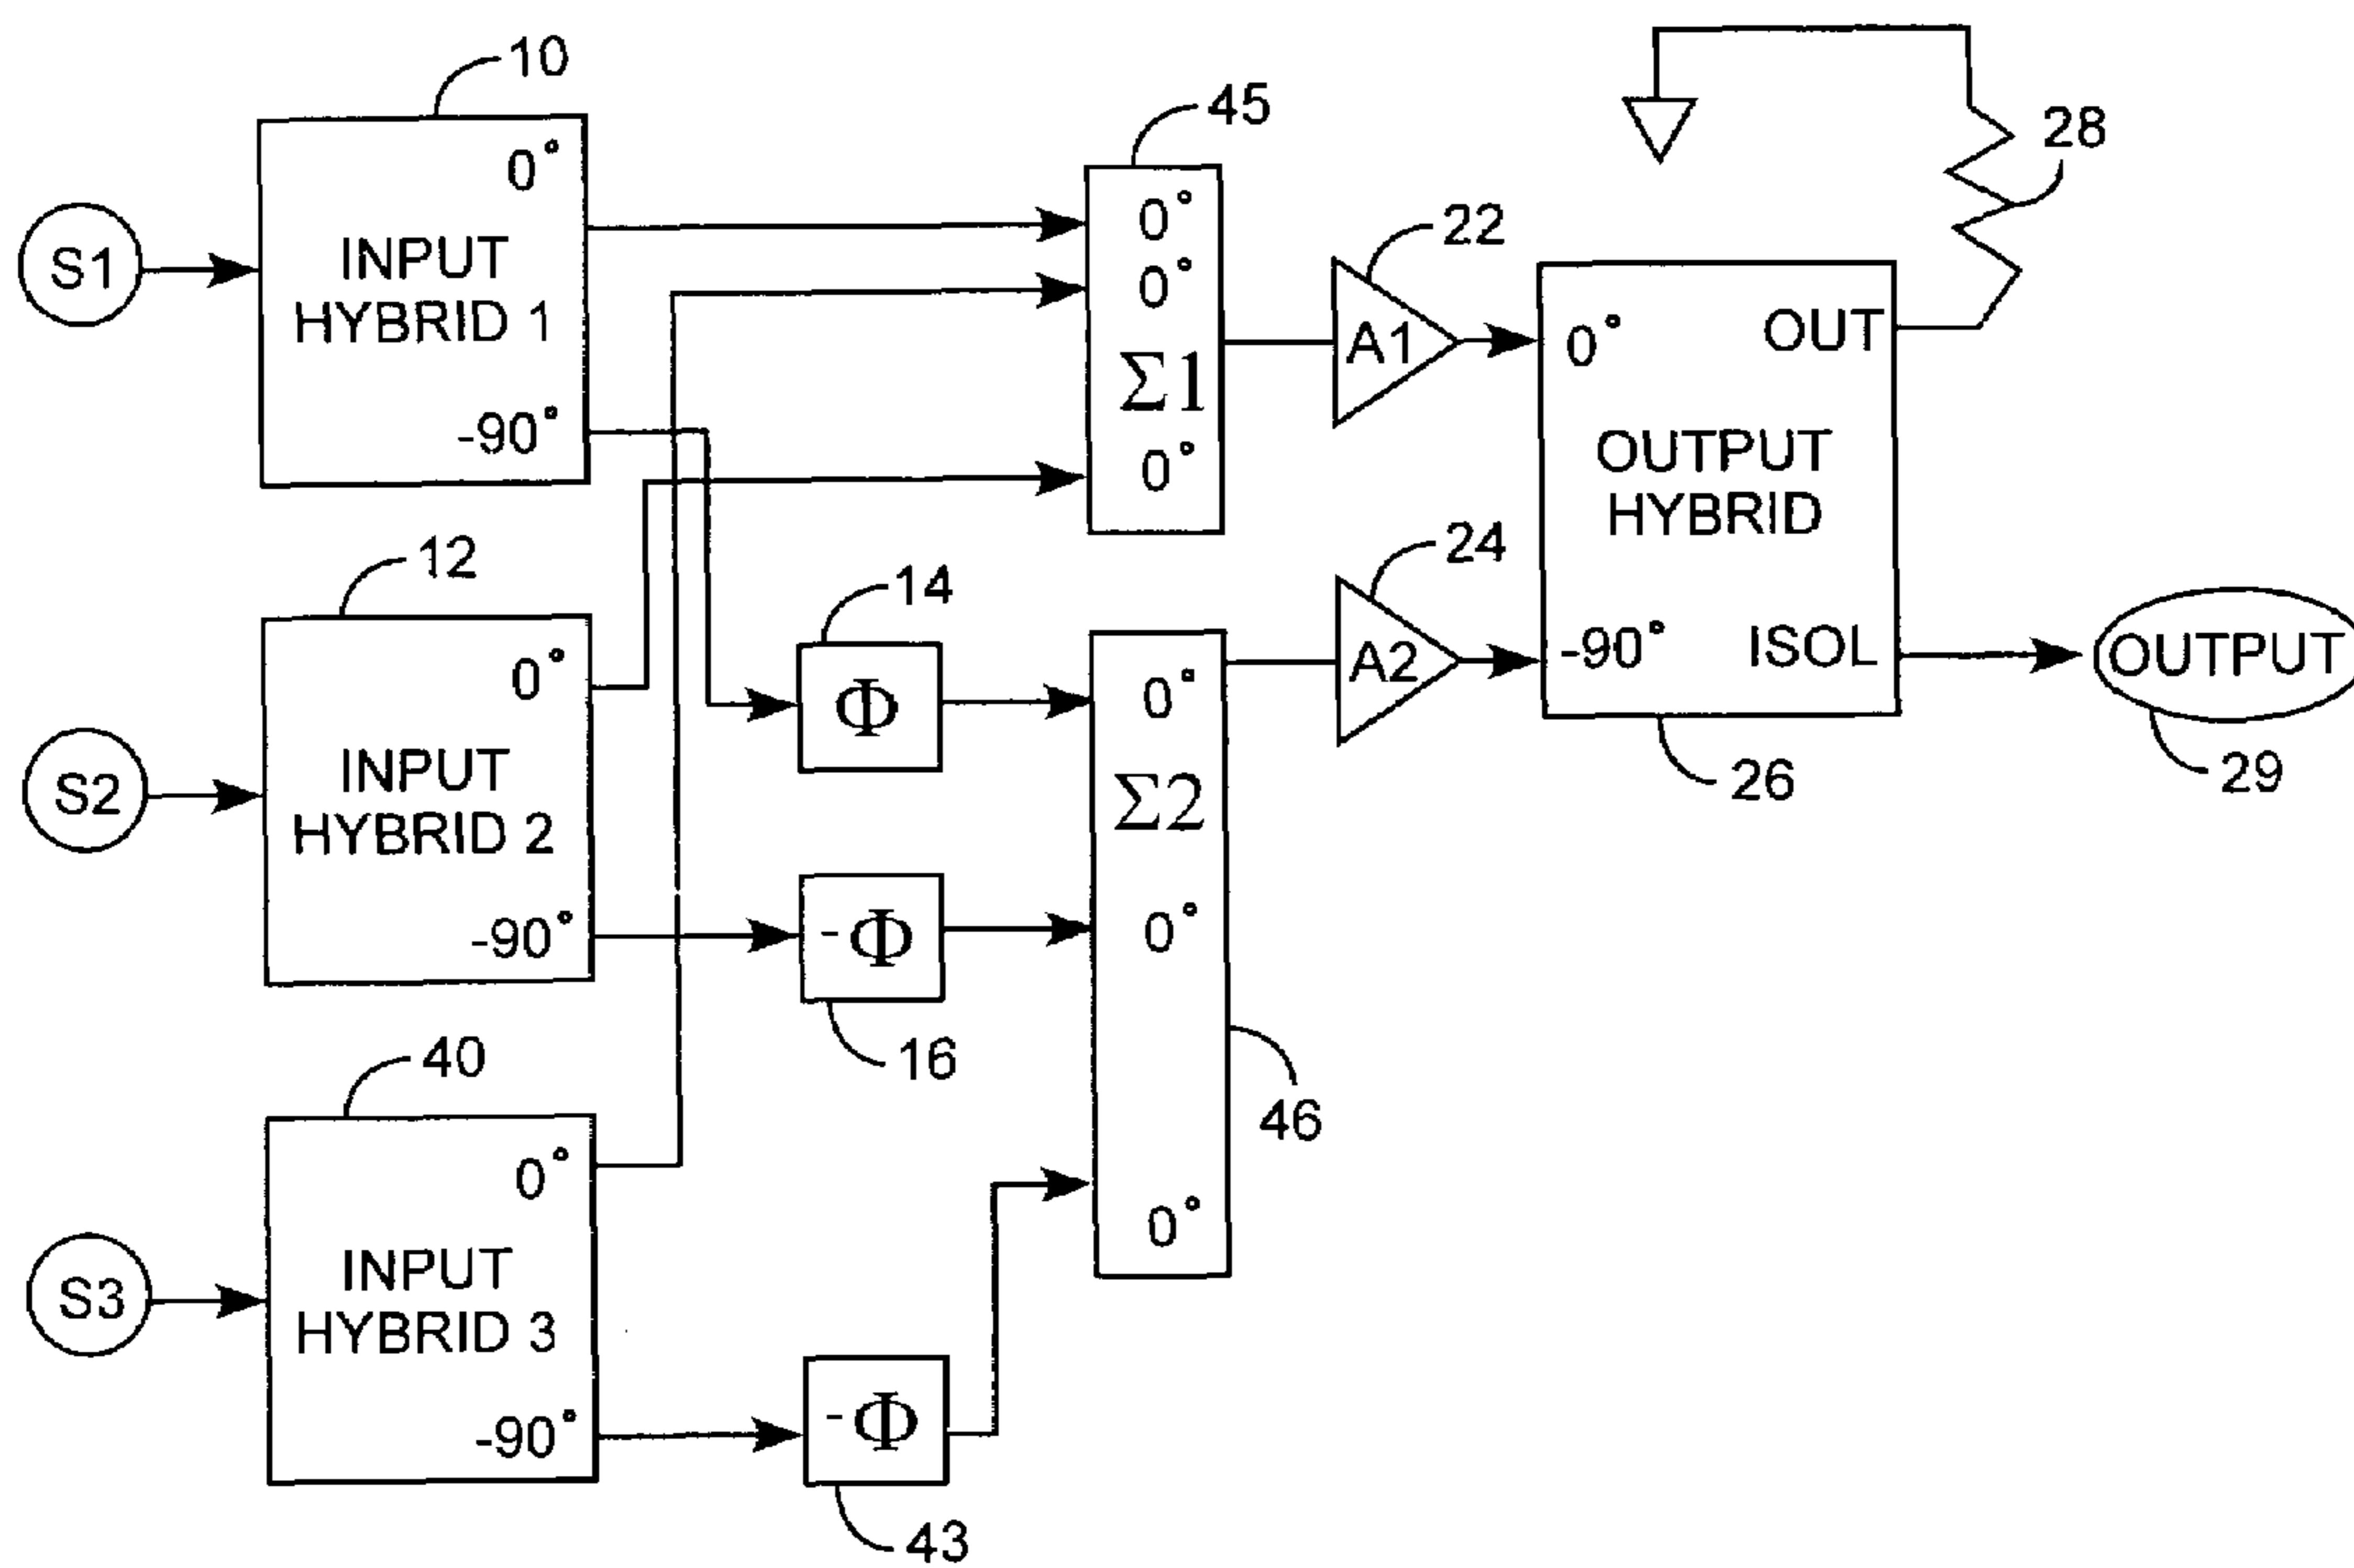 10
0°
INPUT
HYBRID 1
-90°
S1
12
0°
INPUT
HYBRID 2
-90°
S2
40
0°
INPUT
HYBRID 3
-90°
S3
14
Φ
16
-Φ
43
-Φ
45
0°
0°
Σ1
0°
46
0°
Σ2
0°
0°
22
A1
24
A2
0°
OUT
OUTPUT
HYBRID
-90°
ISOL
26
28
OUTPUT
29